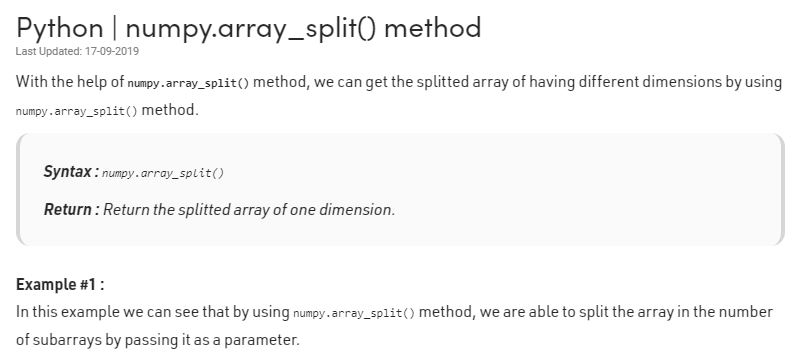 Python | numpy.array_split() method
Last Updated: 17-09-2019
With the help of numpy.array_split() method, we can get the splitted array of having different dimensions by using
numpy.array_split() method.
Syntax : numpy.array_split()
Return : Return the splitted array of one dimension.
Example #1 :
In this example we can see that by using numpy.array_split() method, we are able to split the array in the number
of subarrays by passing it as a parameter.